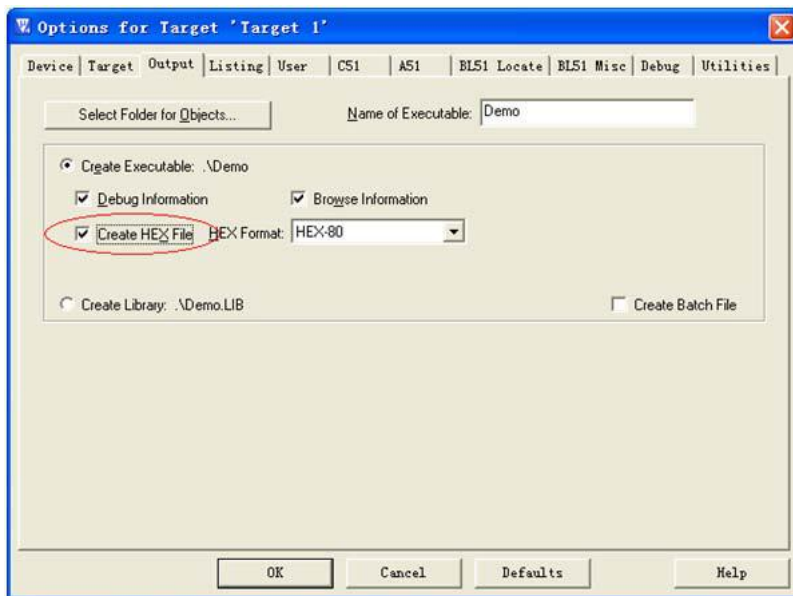 Options for Target 'Target 1'
Device Target Output Listing User C51 A51 BL51 Locate BL51 Misc Debug Utilities
Select Folder for Objects... Name of Executable: Demo
Create Executable: .\Demo
Debug Information Browse Information
Create HEX File HEX Format: HEX-80
Create Library: .\Demo.LIB Create Batch File
OK Cancel Defaults Help